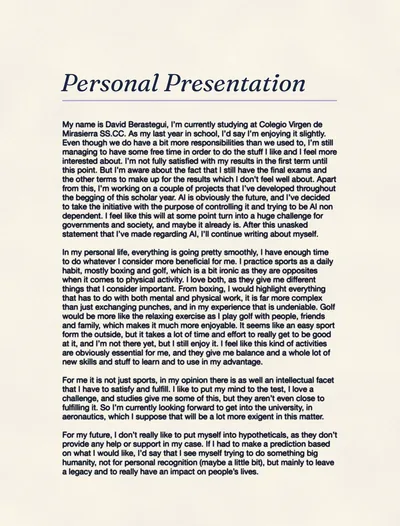 Personal Presentation
My name is David Berastegui, I'm currently studying at Colegio Virgen de
Mirasierra SS.CC. As my last year in school, I'd say I'm enjoying it slightly.
Even though we do have a bit more responsibilities than we used to, I'm still
managing to have some free time in order to do the stuff I like and I feel more
interested about. I'm not fully satisfied with my results in the first term until
this point. But I'm aware about the fact that I still have the final exams and
the other terms to make up for the results which I don't feel well about. Apart
from this, I'm working on a couple of projects that I've developed throughout
the begging of this scholar year. AI is obviously the future, and I've decided
to take the initiative with the purpose of controlling it and trying to be AI non
dependent. I feel like this will at some point turn into a huge challenge for
governments and society, and maybe it already is. After this unasked
statement that I've made regarding AI, I'll continue writing about myself.
In my personal life, everything is going pretty smoothly, I have enough time
to do whatever I consider more beneficial for me. I practice sports as a daily
habit, mostly boxing and golf, which is a bit ironic as they are opposites
when it comes to physical activity. I love both, as they give me different
things that I consider important. From boxing, I would highlight everything
that has to do with both mental and physical work, it is far more complex
than just exchanging punches, and in my experience that is undeniable. Golf
would be more like the relaxing exercise as I play golf with people, friends
and family, which makes it much more enjoyable. It seems like an easy sport
form the outside, but it takes a lot of time and effort to really get to be good
at it, and I'm not there yet, but I still enjoy it. I feel like this kind of activities
are obviously essential for me, and they give me balance and a whole lot of
new skills and stuff to learn and to use in my advantage.
For me it is not just sports, in my opinion there is as well an intellectual facet
that I have to satisfy and fulfill. I like to put my mind to the test, I love a
challenge, and studies give me some of this, but they aren't even close to
fulfilling it. So I'm currently looking forward to get into the university, in
aeronautics, which I suppose that will be a lot more exigent in this matter.
For my future, I don't really like to put myself into hypotheticals, as they don't
provide any help or support in my case. If I had to make a prediction based
on what I would like, I'd say that I see myself trying to do something big
humanity, not for personal recognition (maybe a little bit), but mainly to leave
a legacy and to really have an impact on people's lives.